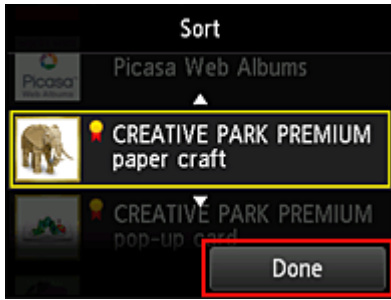 Sort
Picasa
Web Albums
Picasa Web Albums
CREATIVE PARK PREMIUM
paper craft
CREATIVE PARK PREMIUM
pop-up card
Done